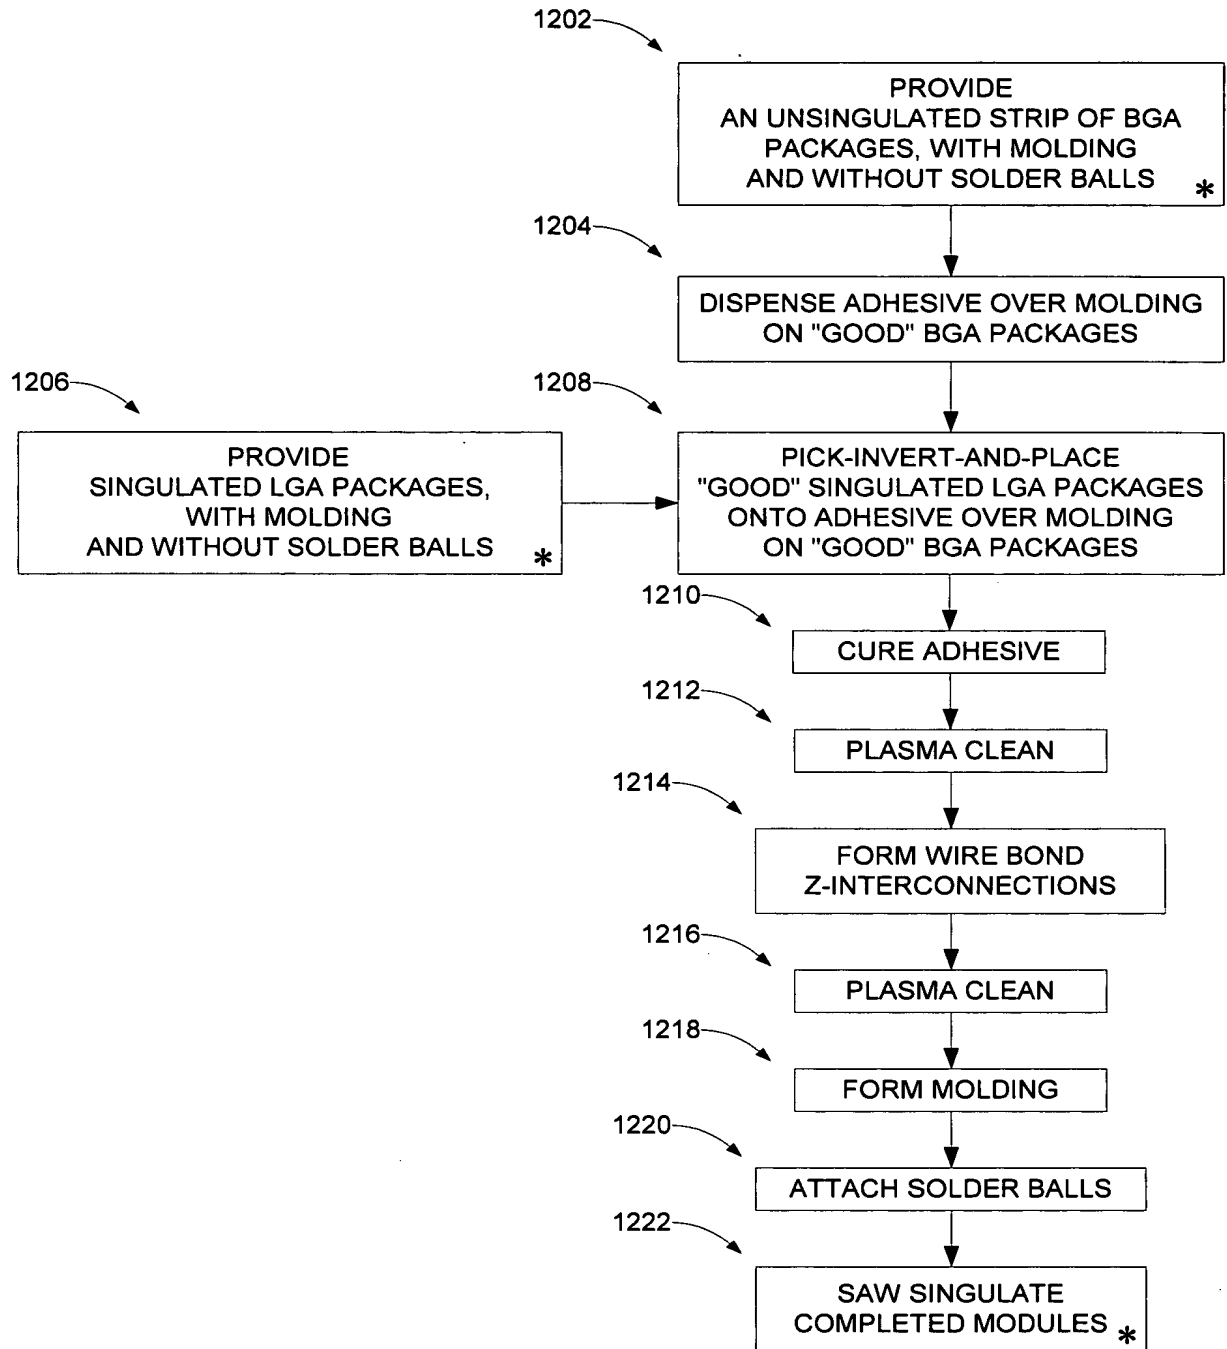 1202
PROVIDE
AN UNSINGULATED STRIP OF BGA
PACKAGES, WITH MOLDING
AND WITHOUT SOLDER BALLS *
1204
DISPENSE ADHESIVE OVER MOLDING
ON "GOOD" BGA PACKAGES
1206
PROVIDE
SINGULATED LGA PACKAGES,
WITH MOLDING
AND WITHOUT SOLDER BALLS *
1208
PICK-INVERT-AND-PLACE
"GOOD" SINGULATED LGA PACKAGES
ONTO ADHESIVE OVER MOLDING
ON "GOOD" BGA PACKAGES
1210
CURE ADHESIVE
1212
PLASMA CLEAN
1214
FORM WIRE BOND
Z-INTERCONNECTIONS
1216
PLASMA CLEAN
1218
FORM MOLDING
1220
ATTACH SOLDER BALLS
1222
SAW SINGULATE
COMPLETED MODULES *